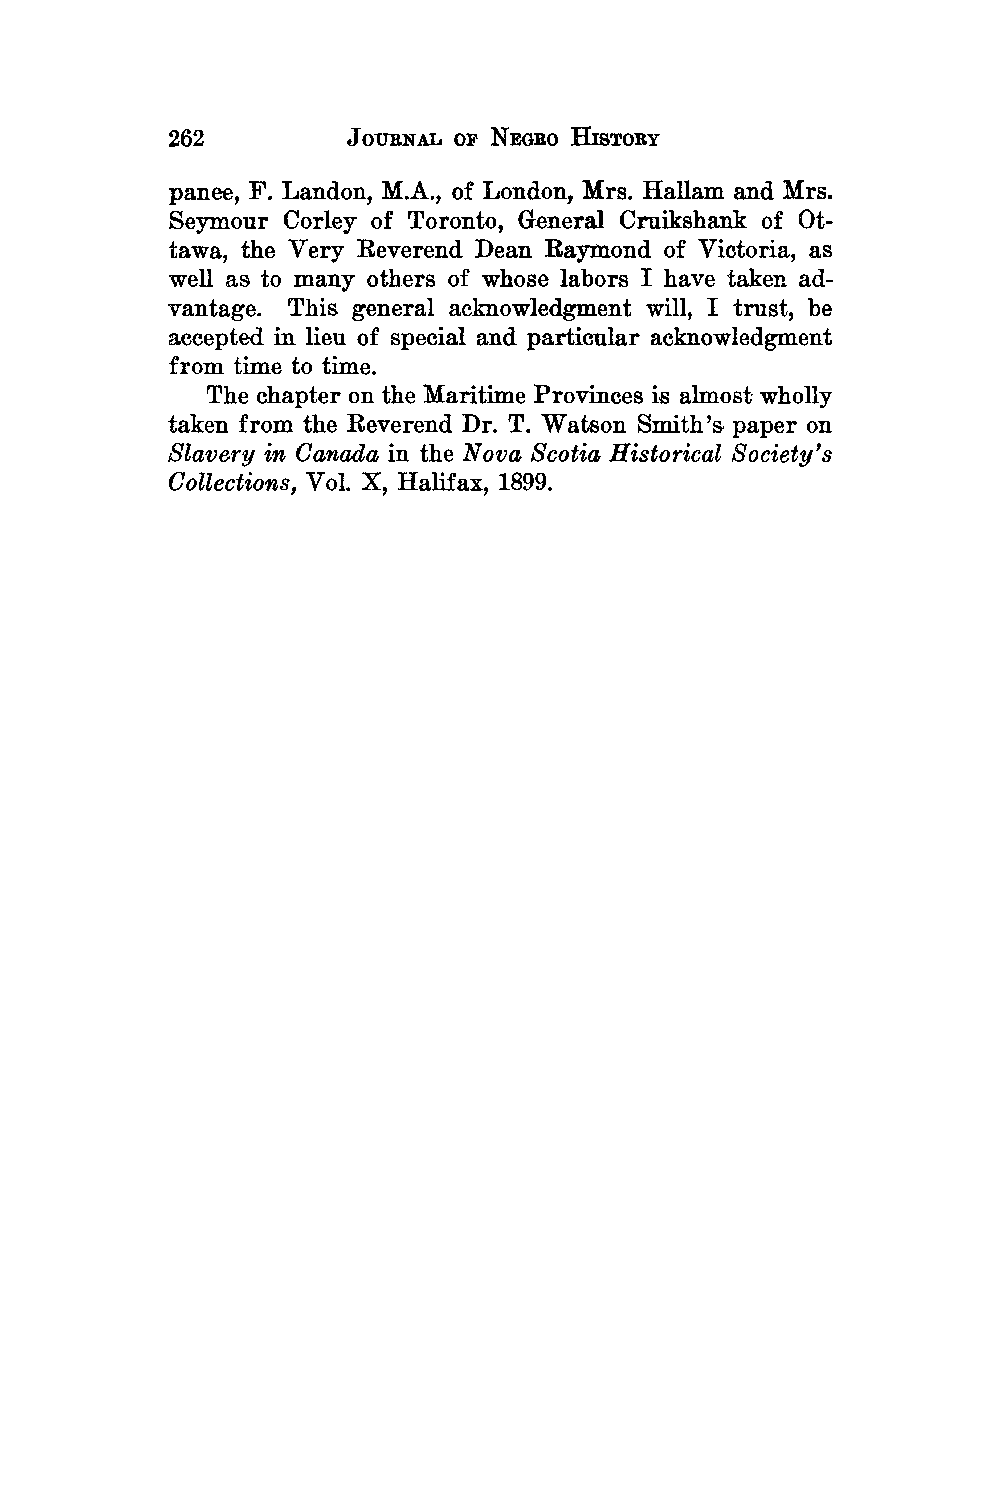 262 JOURNAL OF NEGRO HISTORY
panee, F. Landon, M.A., of London, Mrs. Hallam and Mrs.
Seymour Corley of Toronto, General Cruikshank of Ot-
tawa, the Very Reverend Dean Raymond of Victoria, as
well as to many others of whose labors I have taken ad-
vantage. This general acknowledgment will, I trust, be
accepted in lieu of special and particular acknowledgment
from time to time.
The chapter on the Maritime Provinces is almost wholly
taken from the Reverend Dr. T. Watson Smith's paper on
Slavery in Canada in the Nova Scotia Historical Society's
Collections, Vol. X, Halifax, 1899.